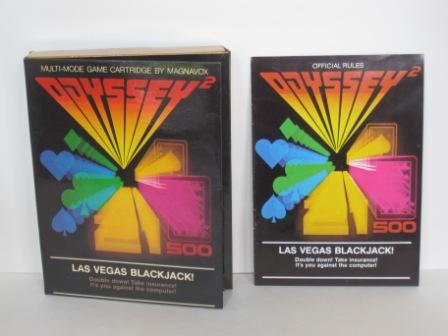 MULTI-MODE GAME CARTRIDGE BY MAGNAVOX
ODYSSEY²
500
LAS VEGAS BLACKJACK!
Double down! Take insurance!
It's you against the computer!
OFFICIAL RULES
ODYSSEY²
500
LAS VEGAS BLACKJACK!
Double down! Take insurance!
It's you against the computer!